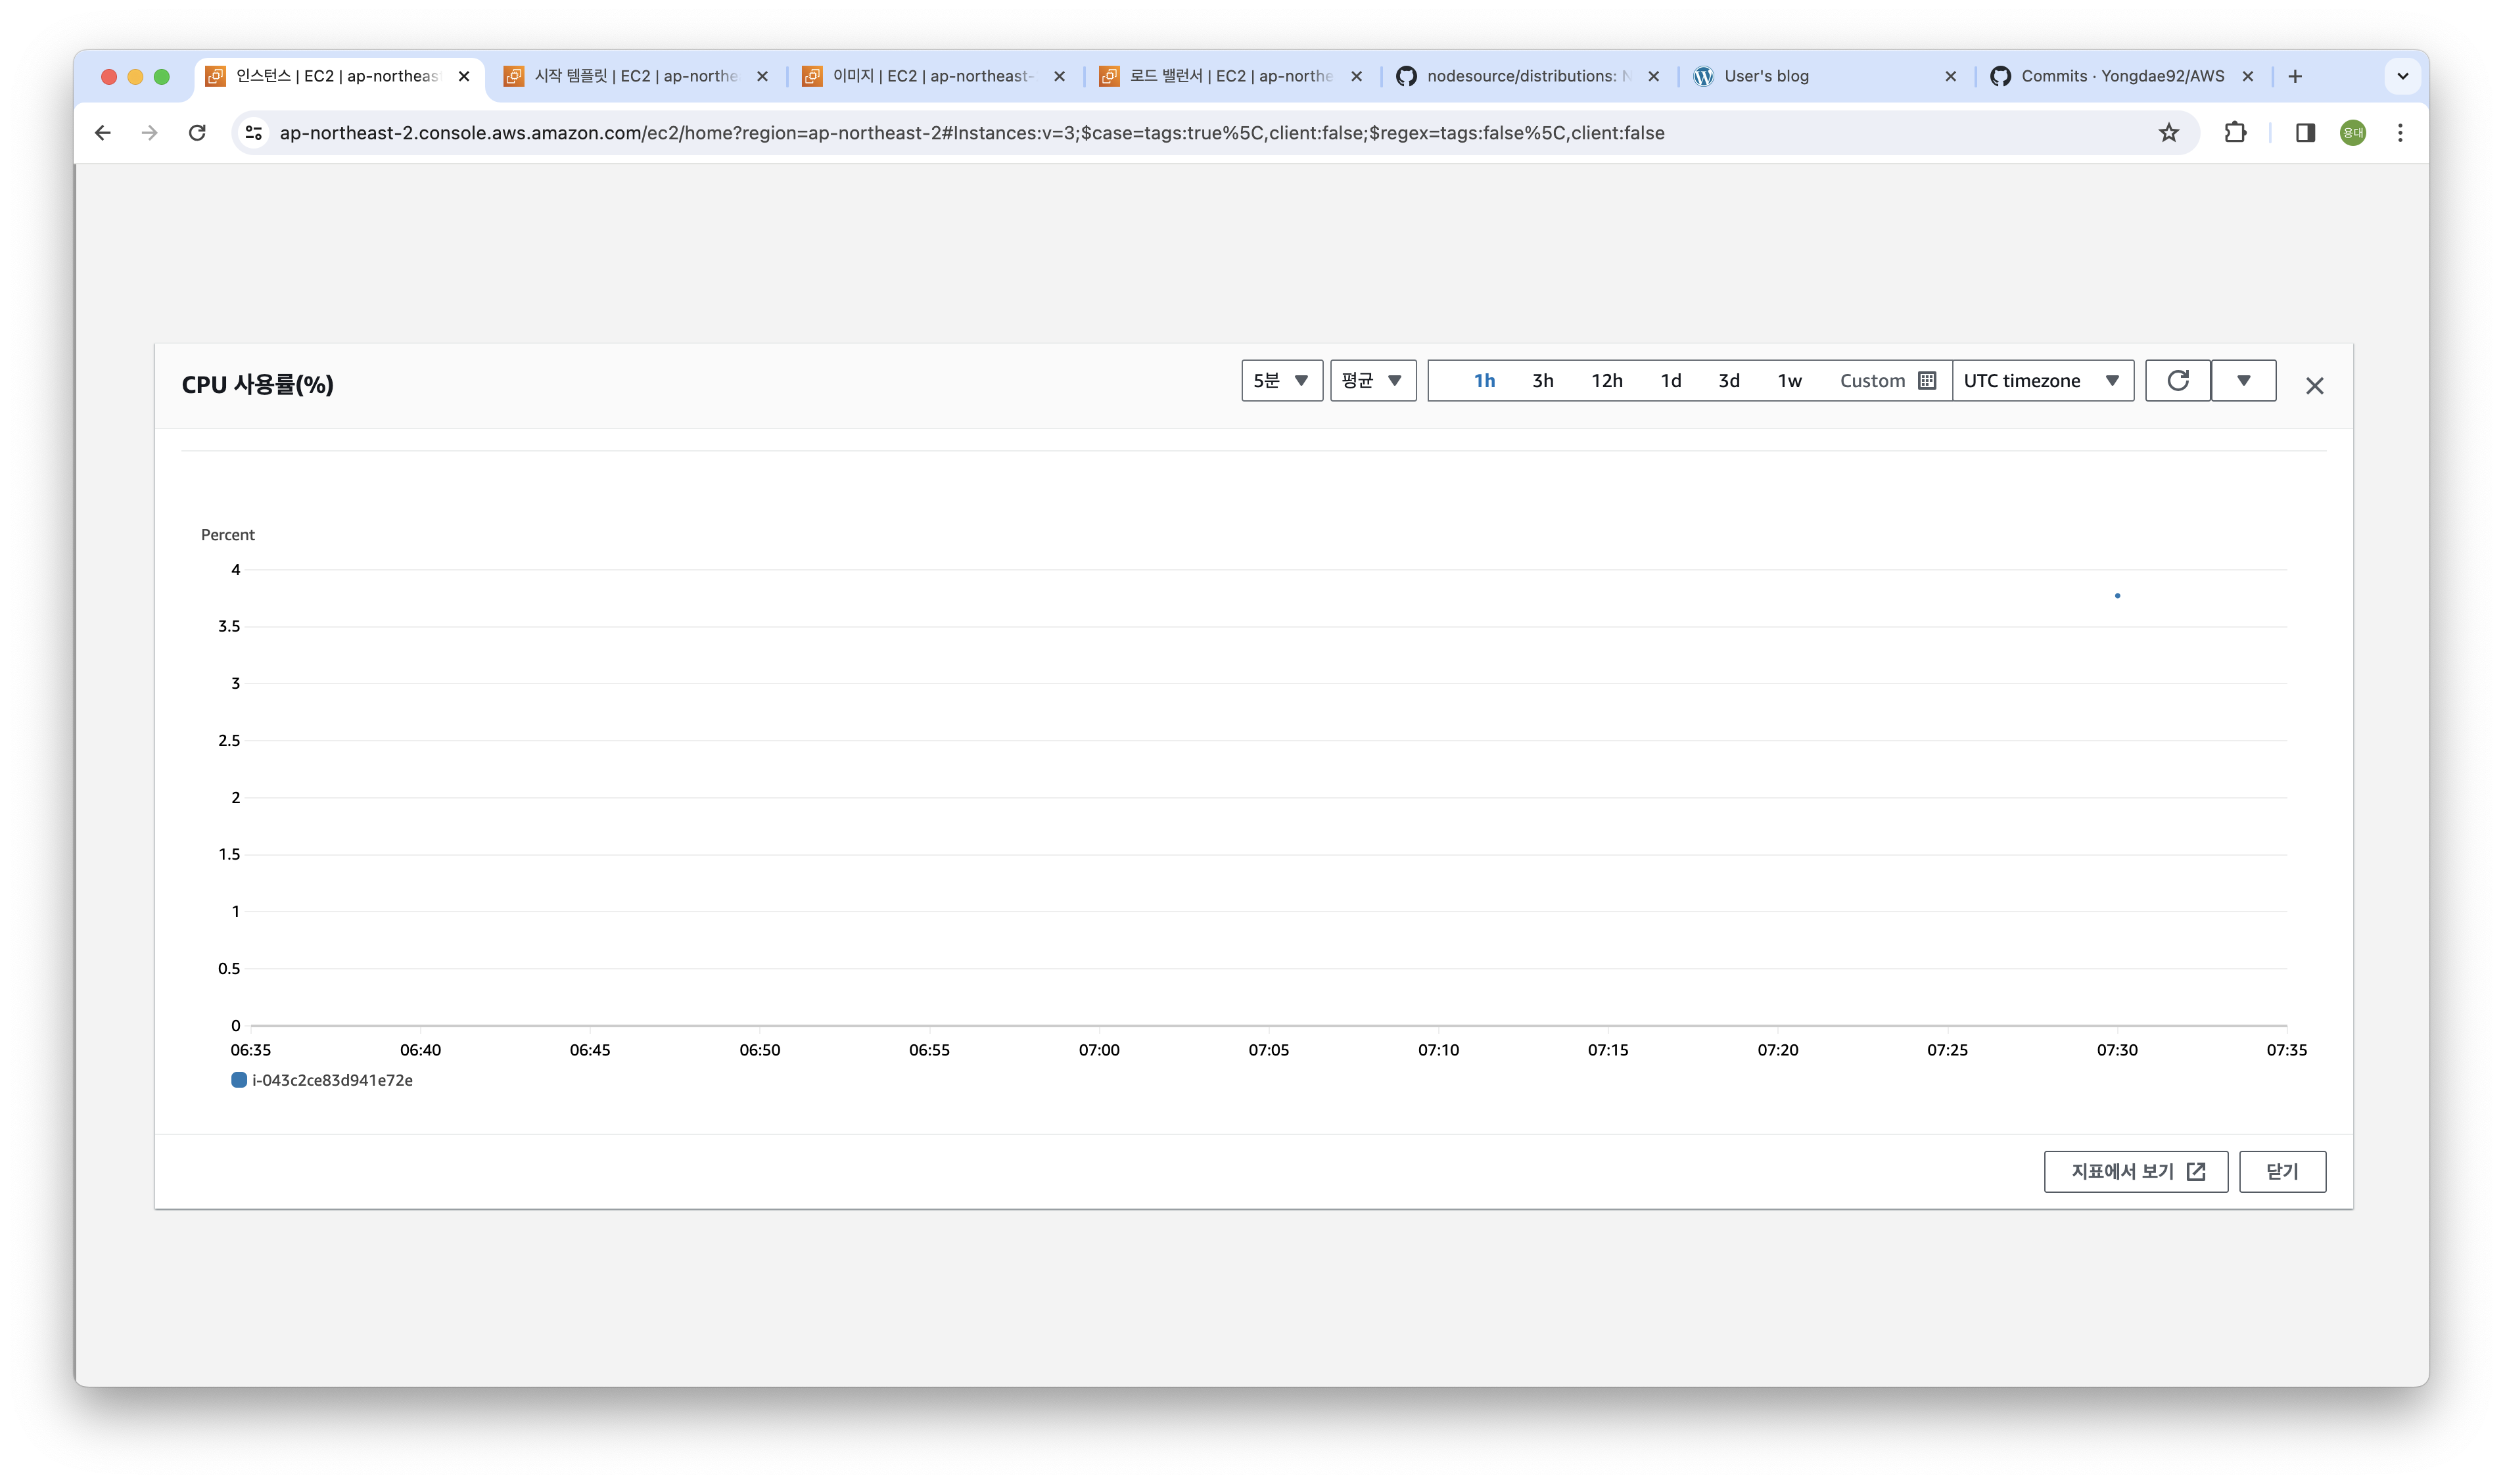 인스턴스 | EC2 | ap-northeas
시작 템플릿 | EC2 | ap-northe
이미지 | EC2 | ap-northeast-
로드 밸런서 | EC2 | ap-northe
nodesource/distributions: N
User's blog
Commits · Yongdae92/AWS
ap-northeast-2.console.aws.amazon.com/ec2/home?region=ap-northeast-2#Instances:v=3;$case=tags:true%5C,client:false;$regex=tags:false%5C,client:false
용대
CPU 사용률(%)
5분
평균
1h 3h 12h 1d 3d 1w Custom
UTC timezone
Percent
4
3.5
3
2.5
2
1.5
1
0.5
0
06:35 06:40 06:45 06:50 06:55 07:00 07:05 07:10 07:15 07:20 07:25 07:30 07:35
i-043c2ce83d941e72e
지표에서 보기
닫기